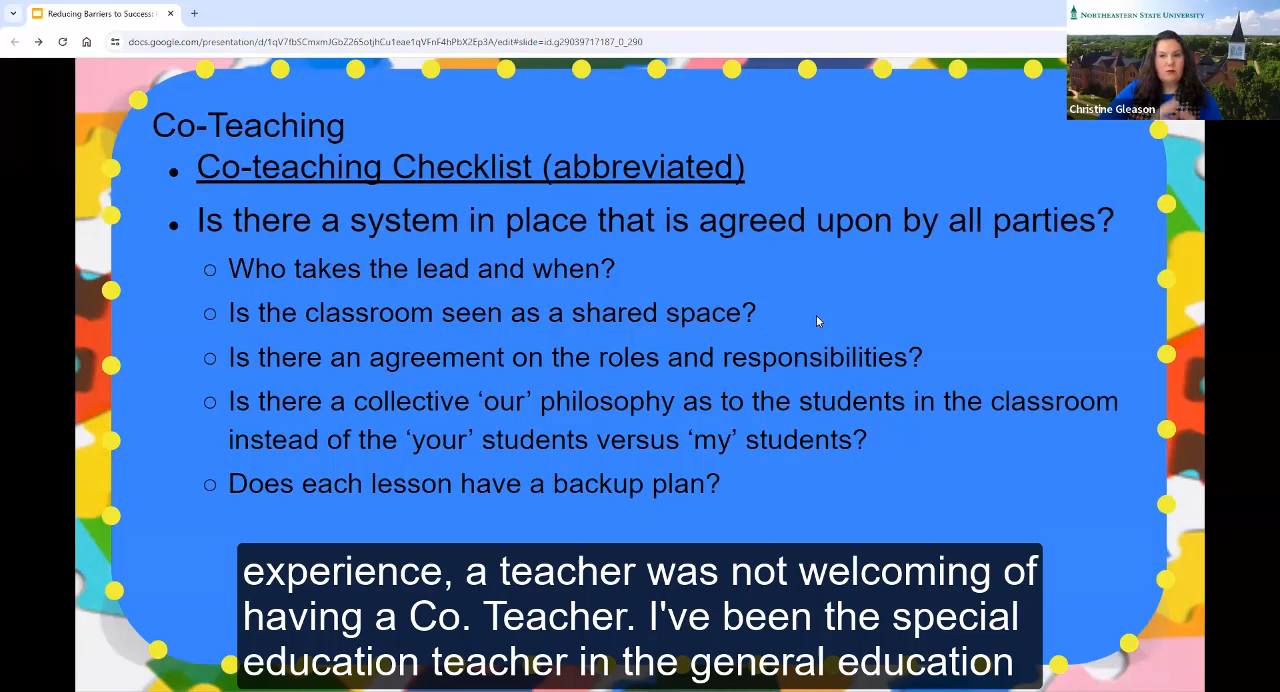 Reducing Barriers to Success:
docs.google.com/presentation/d/1qV7fbSCmxmJGbZ265otjhCu1eae1qVFnF4hPbX2Ep3A/edit#slide=id.g29039717187_0_290
NORTHEASTERN STATE UNIVERSITY
Christine Gleason
Co-Teaching
• Co-teaching Checklist (abbreviated)
• Is there a system in place that is agreed upon by all parties?
○ Who takes the lead and when?
○ Is the classroom seen as a shared space?
○ Is there an agreement on the roles and responsibilities?
○ Is there a collective ‘our’ philosophy as to the students in the classroom
instead of the ‘your’ students versus ‘my’ students?
○ Does each lesson have a backup plan?
experience, a teacher was not welcoming of
having a Co. Teacher. I've been the special
education teacher in the general education